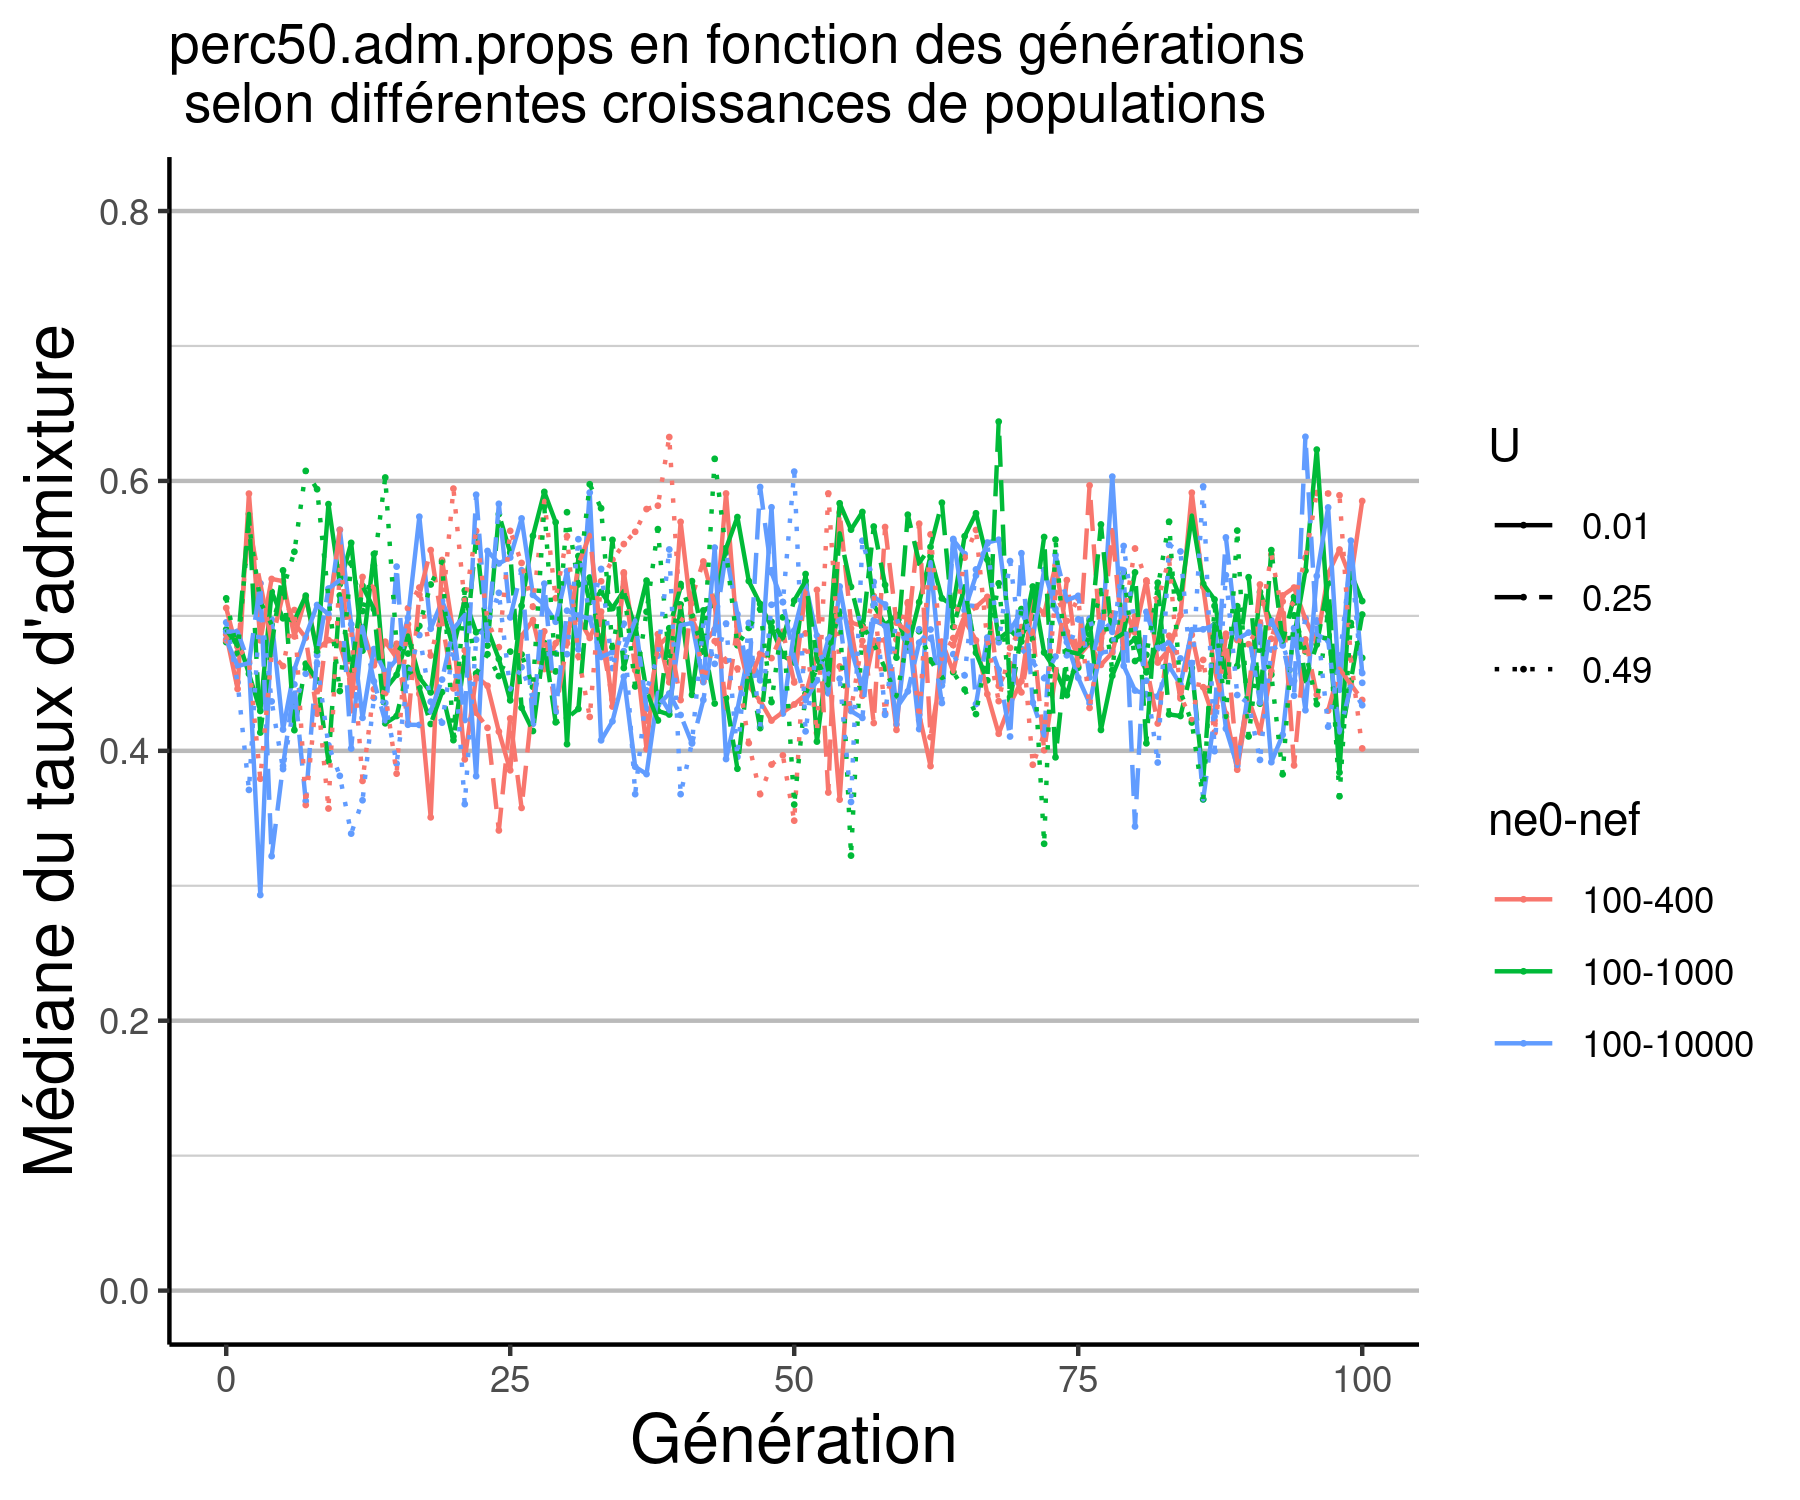 perc50.adm.props en fonction des générations
selon différentes croissances de populations
Médiane du taux d'admixture
0.8
0.6
0.4
0.2
0.0
0
25
50
75
100
Génération
U
0.01
0.25
0.49
ne0-nef
100-400
100-1000
100-10000